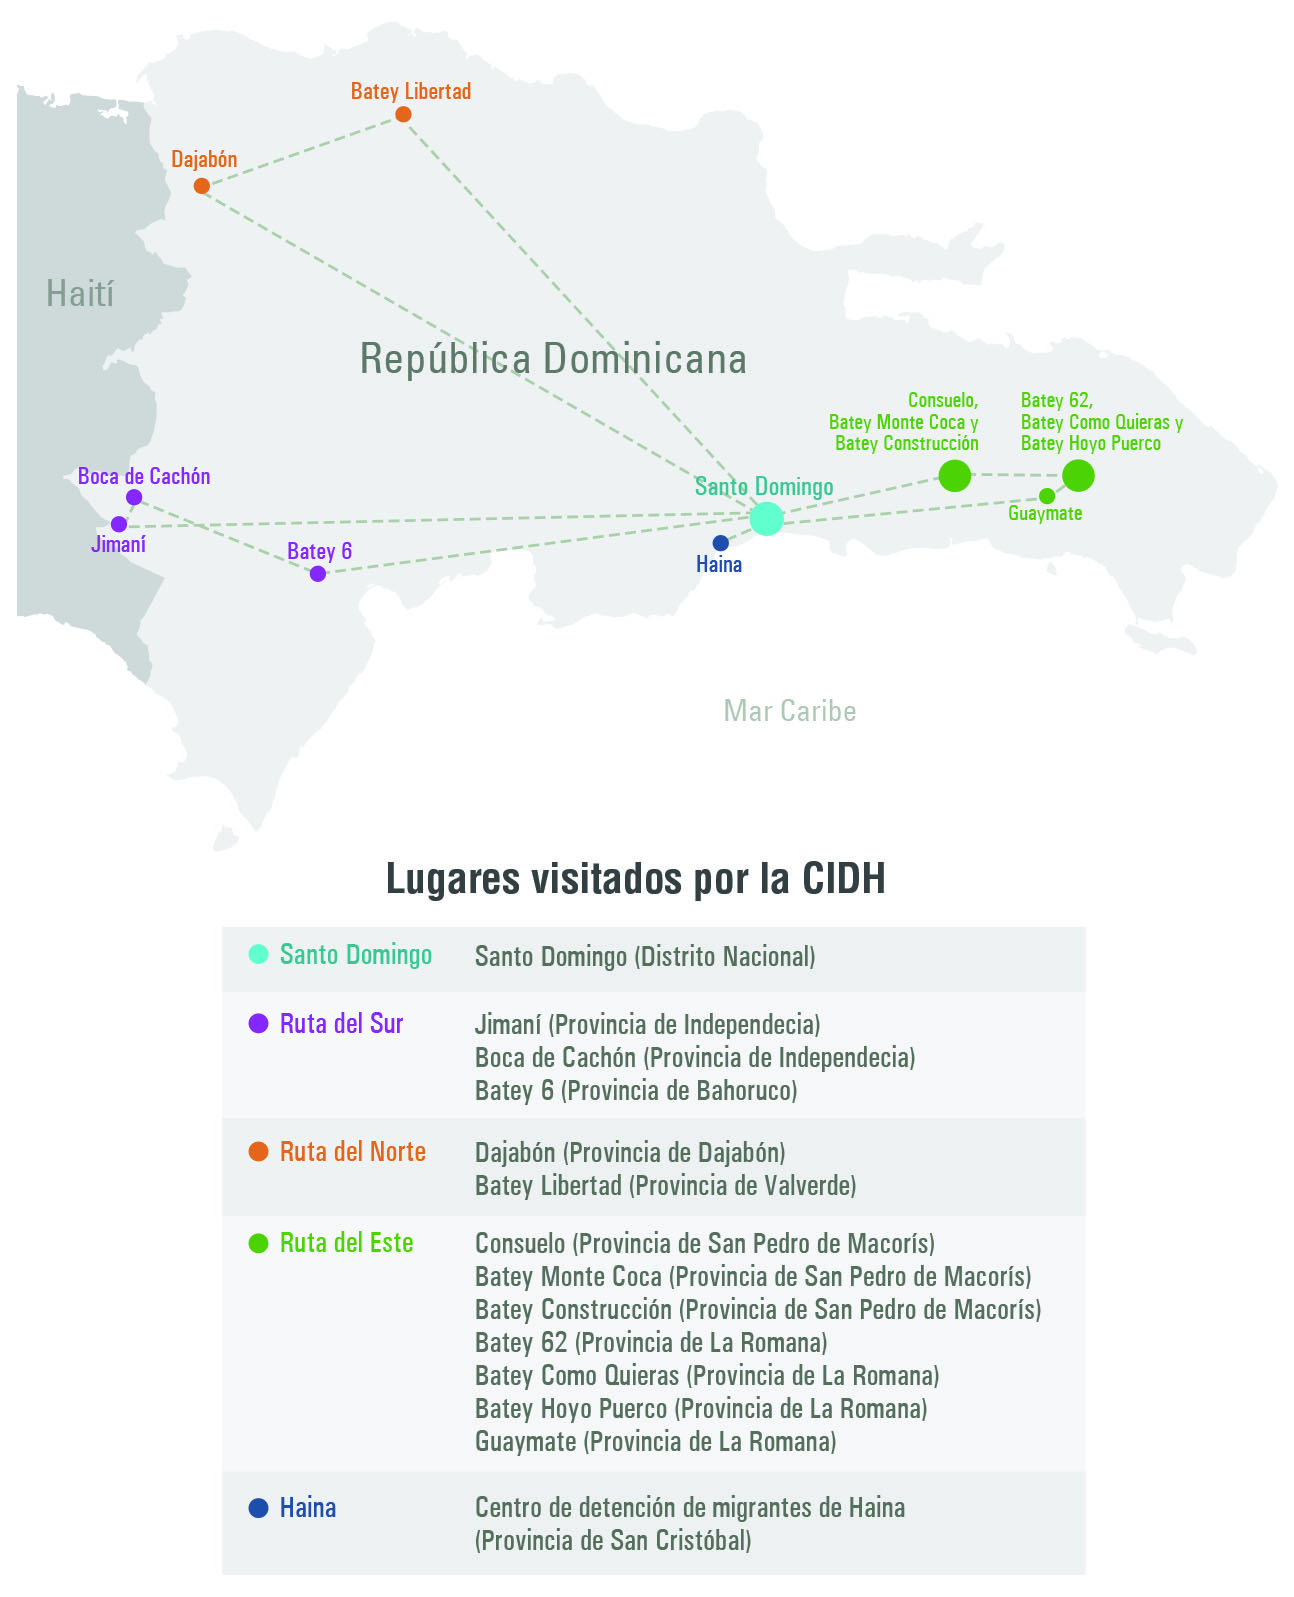 Batey Libertad
Dajabón
Haití
República Dominicana
Consuelo,
Batey Monte Coca y
Batey Construcción
Batey 62,
Batey Como Quieras y
Batey Hoyo Puerco
Boca de Cachón
Santo Domingo
Guaymate
Jimaní
Batey 6
Haina
Mar Caribe
Lugares visitados por la CIDH
Santo Domingo
Santo Domingo (Distrito Nacional)
Ruta del Sur
Jimaní (Provincia de Independecia)
Boca de Cachón (Provincia de Independecia)
Batey 6 (Provincia de Bahoruco)
Ruta del Norte
Dajabón (Provincia de Dajabón)
Batey Libertad (Provincia de Valverde)
Ruta del Este
Consuelo (Provincia de San Pedro de Macorís)
Batey Monte Coca (Provincia de San Pedro de Macorís)
Batey Construcción (Provincia de San Pedro de Macorís)
Batey 62 (Provincia de La Romana)
Batey Como Quieras (Provincia de La Romana)
Batey Hoyo Puerco (Provincia de La Romana)
Guaymate (Provincia de La Romana)
Haina
Centro de detención de migrantes de Haina
(Provincia de San Cristóbal)